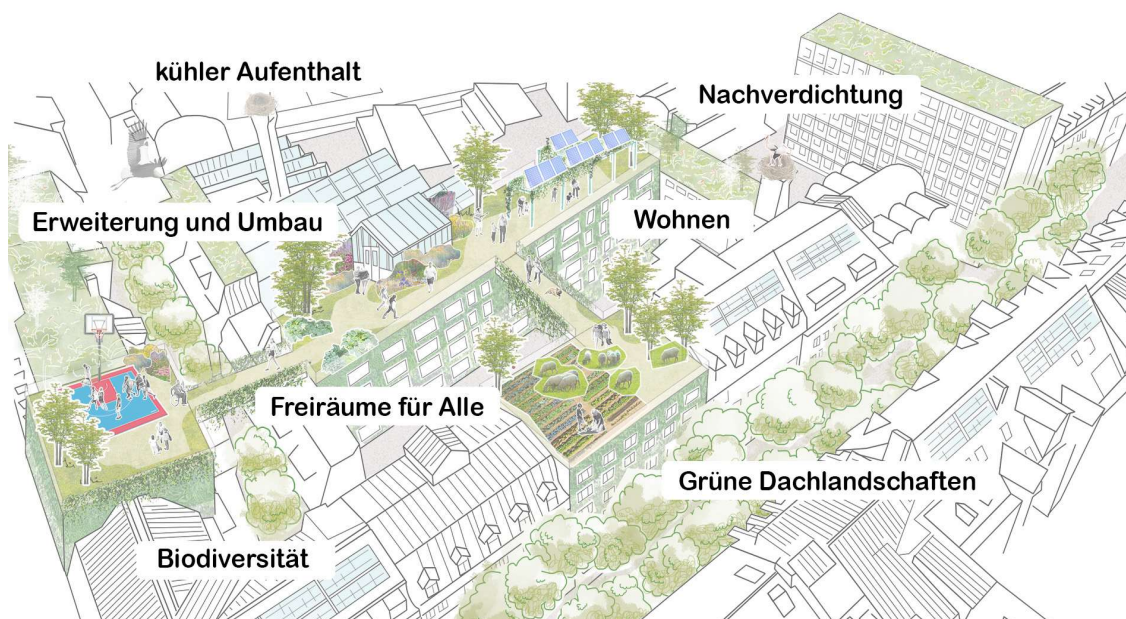 kühler Aufenthalt
Nachverdichtung
Erweiterung und Umbau
Wohnen
Freiräume für Alle
Grüne Dachlandschaften
Biodiversität